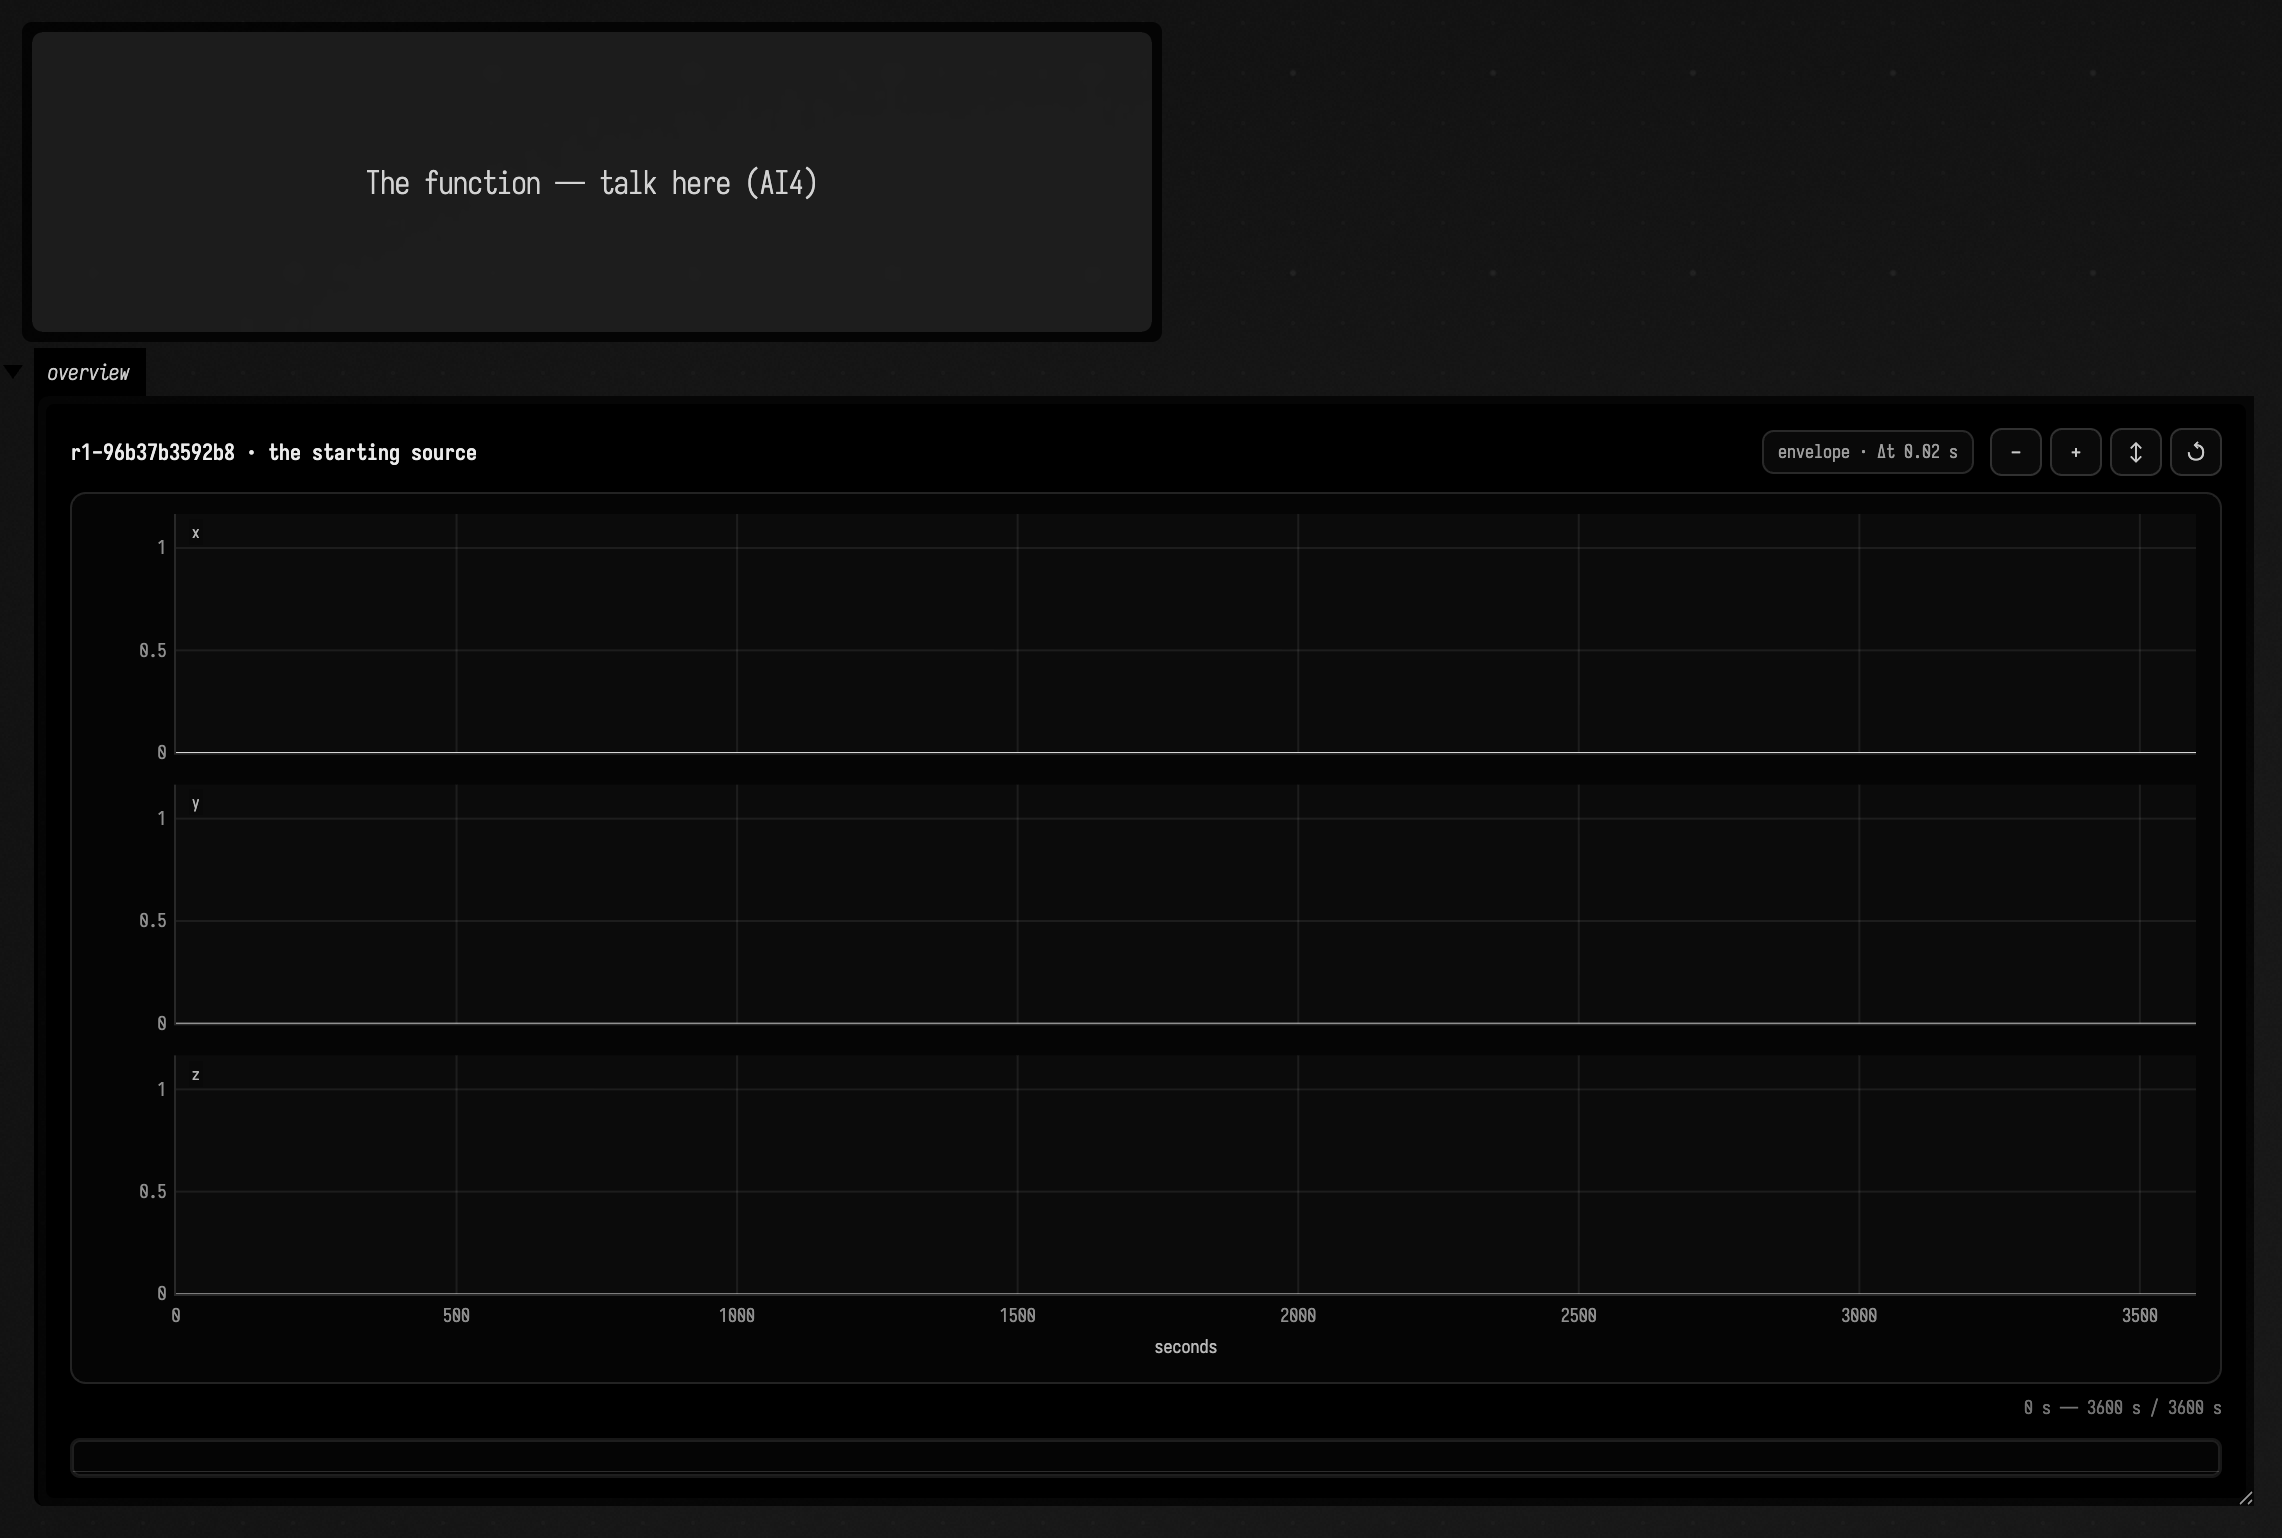 The function — talk here (AI4)
overview
r1-96b37b3592b8 · the starting source
envelope · Δt 0.02 s
− + ↕
x
1
0.5
0
y
1
0.5
0
z
1
0.5
0
0 500 1000 1500 2000 2500 3000 3500
seconds
0 s — 3600 s / 3600 s